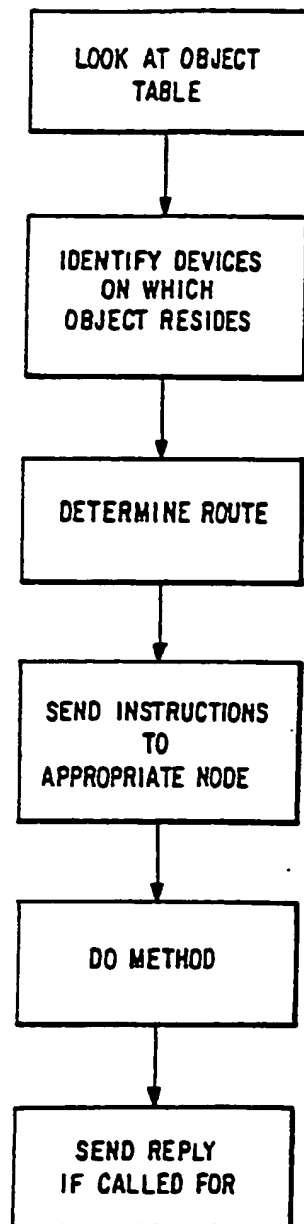 LOOK AT OBJECT
TABLE
IDENTIFY DEVICES
ON WHICH
OBJECT RESIDES
DETERMINE ROUTE
SEND INSTRUCTIONS
TO
APPROPRIATE NODE
DO METHOD
SEND REPLY
IF CALLED FOR